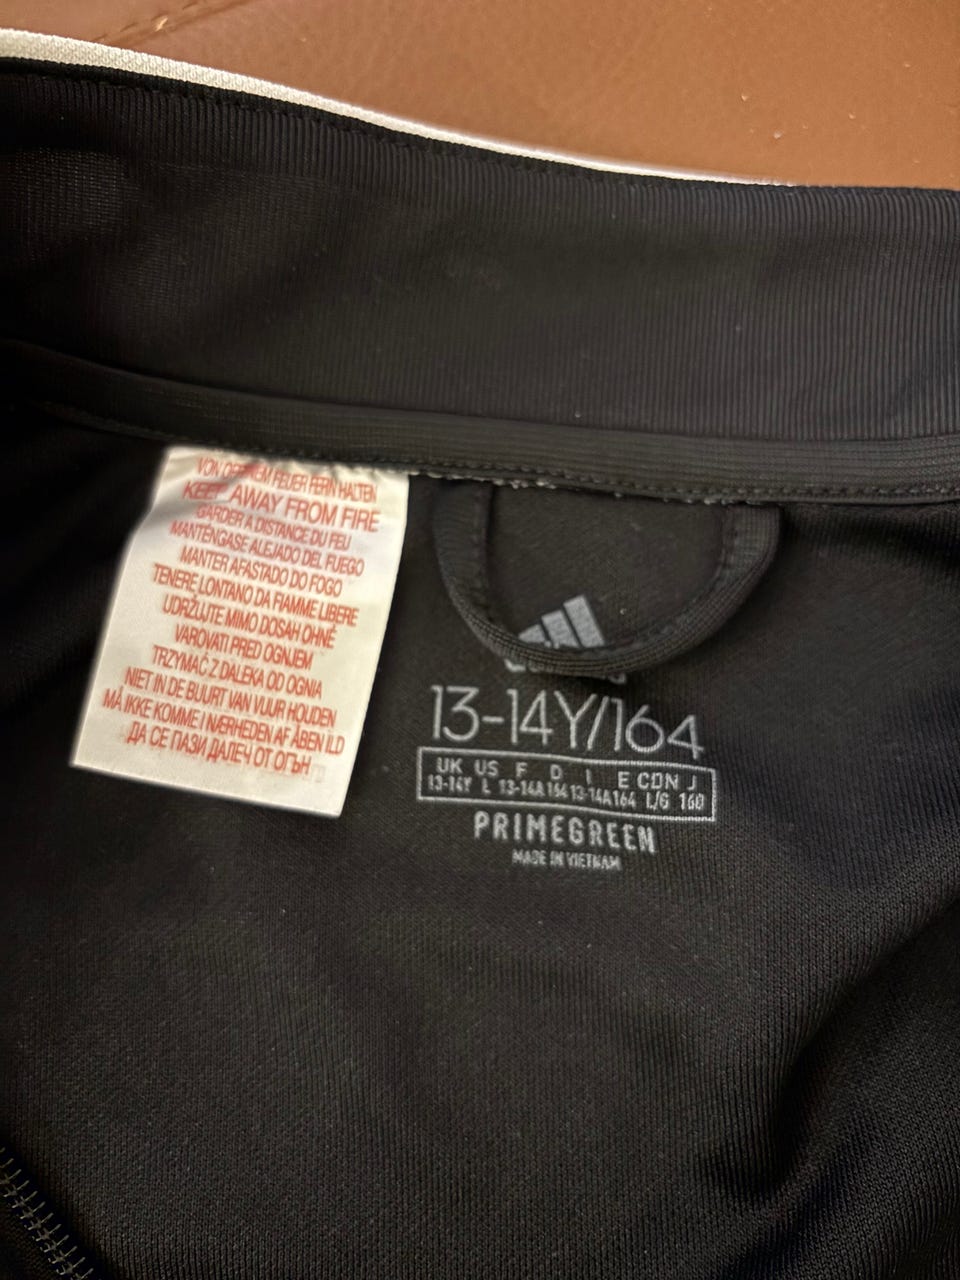 VON OFFENEM FEUER FERN HALTEN
KEEP AWAY FROM FIRE
GARDER A DISTANCE DU FEU
MANTÉNGASE ALEJADO DEL FUEGO
MANTER AFASTADO DO FOGO
TENERE LONTANO DA FIAMME LIBERE
UDRŽUJTE MIMO DOSAH OHNĚ
VAROVATI PRED OGNJEM
TRZYMAĆ Z DALEKA OD OGNIA
NIET IN DE BUURT VAN VUUR HOUDEN
MÅ IKKE KOMME I NÆRHEDEN AF ÅBEN ILD
ДА СЕ ПАЗИ ДАЛЕЧ ОТ ОГЪН
13-14Y/164
UK US F D I E CDN J
13-14Y L 13-14A 164 13-14A 164 L/G 160
PRIMEGREEN
MADE IN VIETNAM